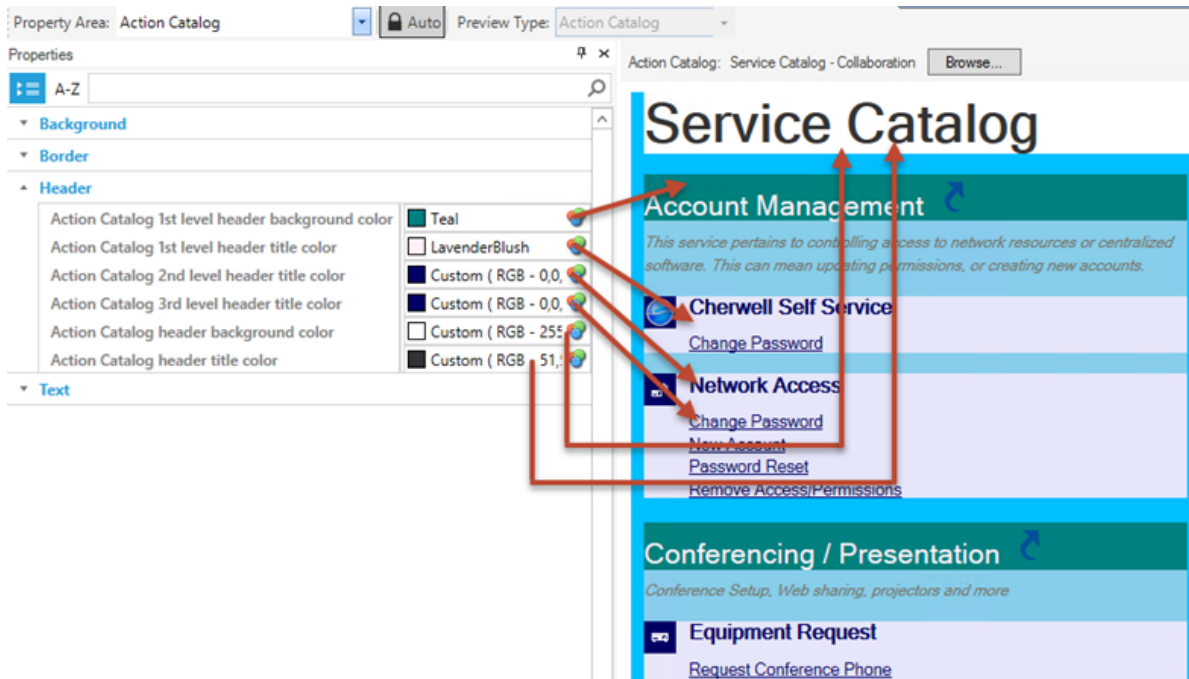 Property Area: Action Catalog Auto Preview Type: Action Catalog
Properties
A-Z
Background
Border
Header
Action Catalog 1st level header background color Teal
Action Catalog 1st level header title color LavenderBlush
Action Catalog 2nd level header title color Custom ( RGB - 0,0,
Action Catalog 3rd level header title color Custom ( RGB - 0,0,
Action Catalog header background color Custom ( RGB - 255
Action Catalog header title color Custom ( RGB - 51,
Text
Action Catalog: Service Catalog - Collaboration Browse...
Service Catalog
Account Management
This service pertains to controlling access to network resources or centralized
software. This can mean updating permissions, or creating new accounts.
Cherwell Self Service
Change Password
Network Access
Change Password
New Account
Password Reset
Remove Access/Permissions
Conferencing / Presentation
Conference Setup, Web sharing, projectors and more
Equipment Request
Request Conference Phone